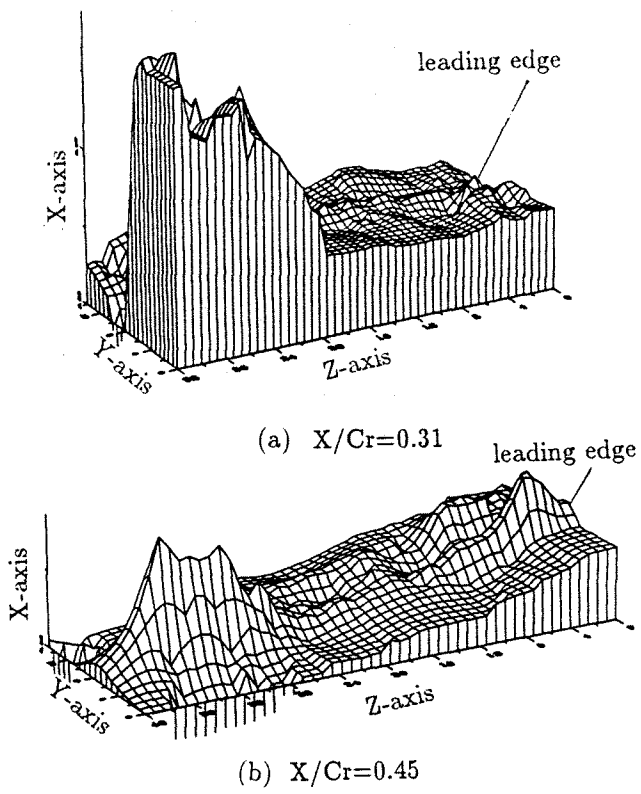 leading edge
X-axis
Y-axis
Z-axis
(a) X/Cr=0.31
leading edge
X-axis
Y-axis
Z-axis
(b) X/Cr=0.45